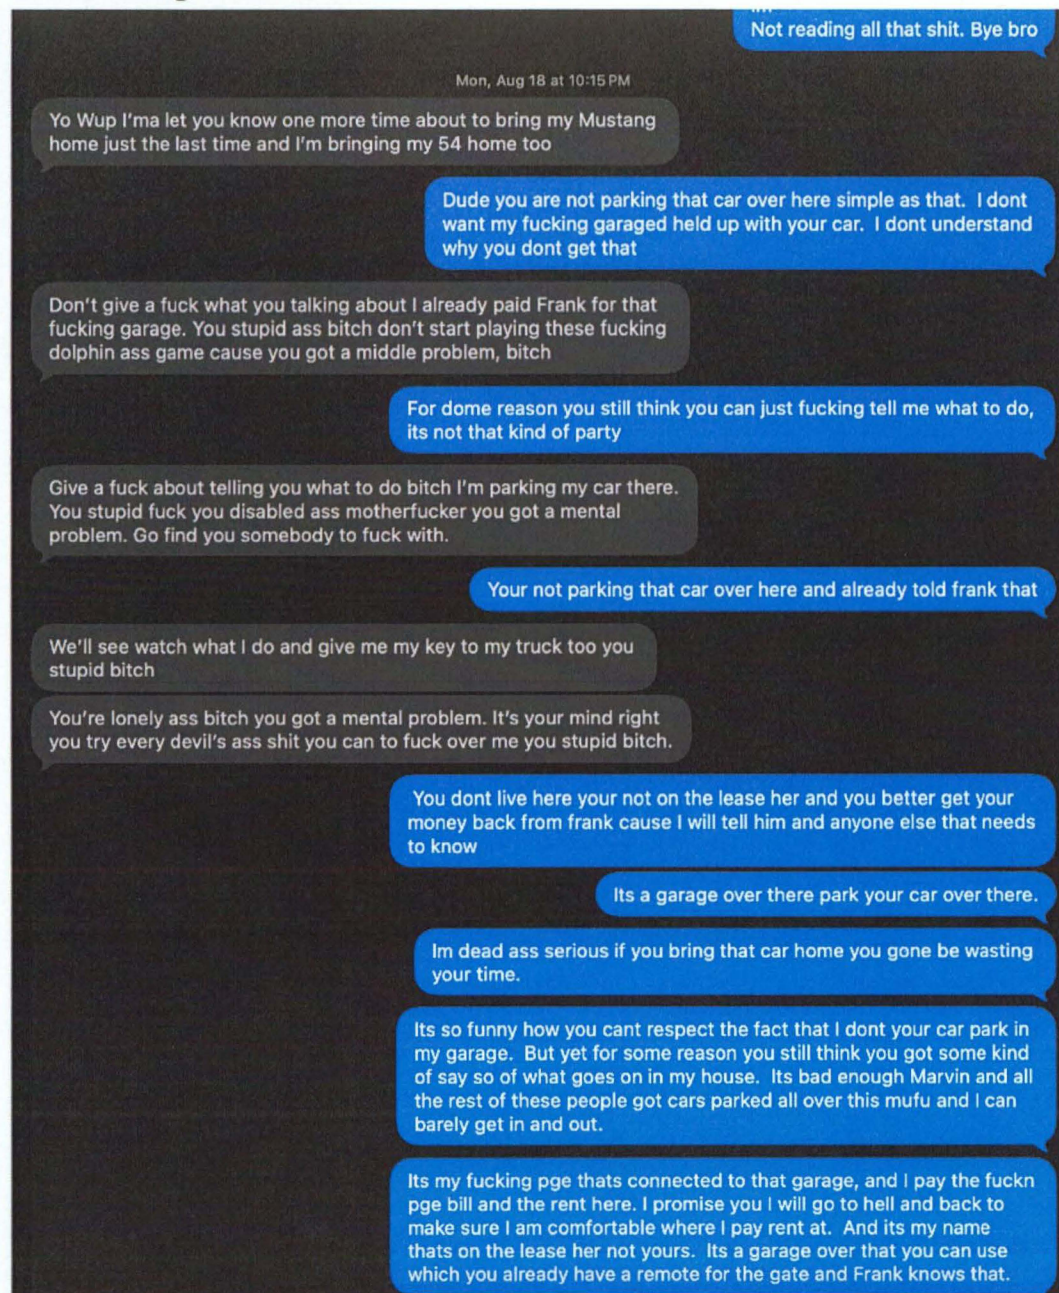 Not reading all that shit. Bye bro
Mon, Aug 18 at 10:15 PM
Yo Wup I'ma let you know one more time about to bring my Mustang
home just the last time and I'm bringing my 54 home too
Dude you are not parking that car over here simple as that.  I dont
want my fucking garaged held up with your car.  I dont understand
why you dont get that
Don't give a fuck what you talking about I already paid Frank for that
fucking garage. You stupid ass bitch don't start playing these fucking
dolphin ass game cause you got a middle problem, bitch
For dome reason you still think you can just fucking tell me what to do,
its not that kind of party
Give a fuck about telling you what to do bitch I'm parking my car there.
You stupid fuck you disabled ass motherfucker you got a mental
problem. Go find you somebody to fuck with.
Your not parking that car over here and already told frank that
We'll see watch what I do and give me my key to my truck too you
stupid bitch
You're lonely ass bitch you got a mental problem. It's your mind right
you try every devil's ass shit you can to fuck over me you stupid bitch.
You dont live here your not on the lease her and you better get your
money back from frank cause I will tell him and anyone else that needs
to know
Its a garage over there park your car over there.
Im dead ass serious if you bring that car home you gone be wasting
your time.
Its so funny how you cant respect the fact that I dont your car park in
my garage.  But yet for some reason you still think you got some kind
of say so of what goes on in my house.  Its bad enough Marvin and all
the rest of these people got cars parked all over this mufu and I can
barely get in and out.
Its my fucking pge thats connected to that garage, and I pay the fuckn
pge bill and the rent here. I promise you I will go to hell and back to
make sure I am comfortable where I pay rent at.  And its my name
thats on the lease her not yours.  Its a garage over that you can use
which you already have a remote for the gate and Frank knows that.